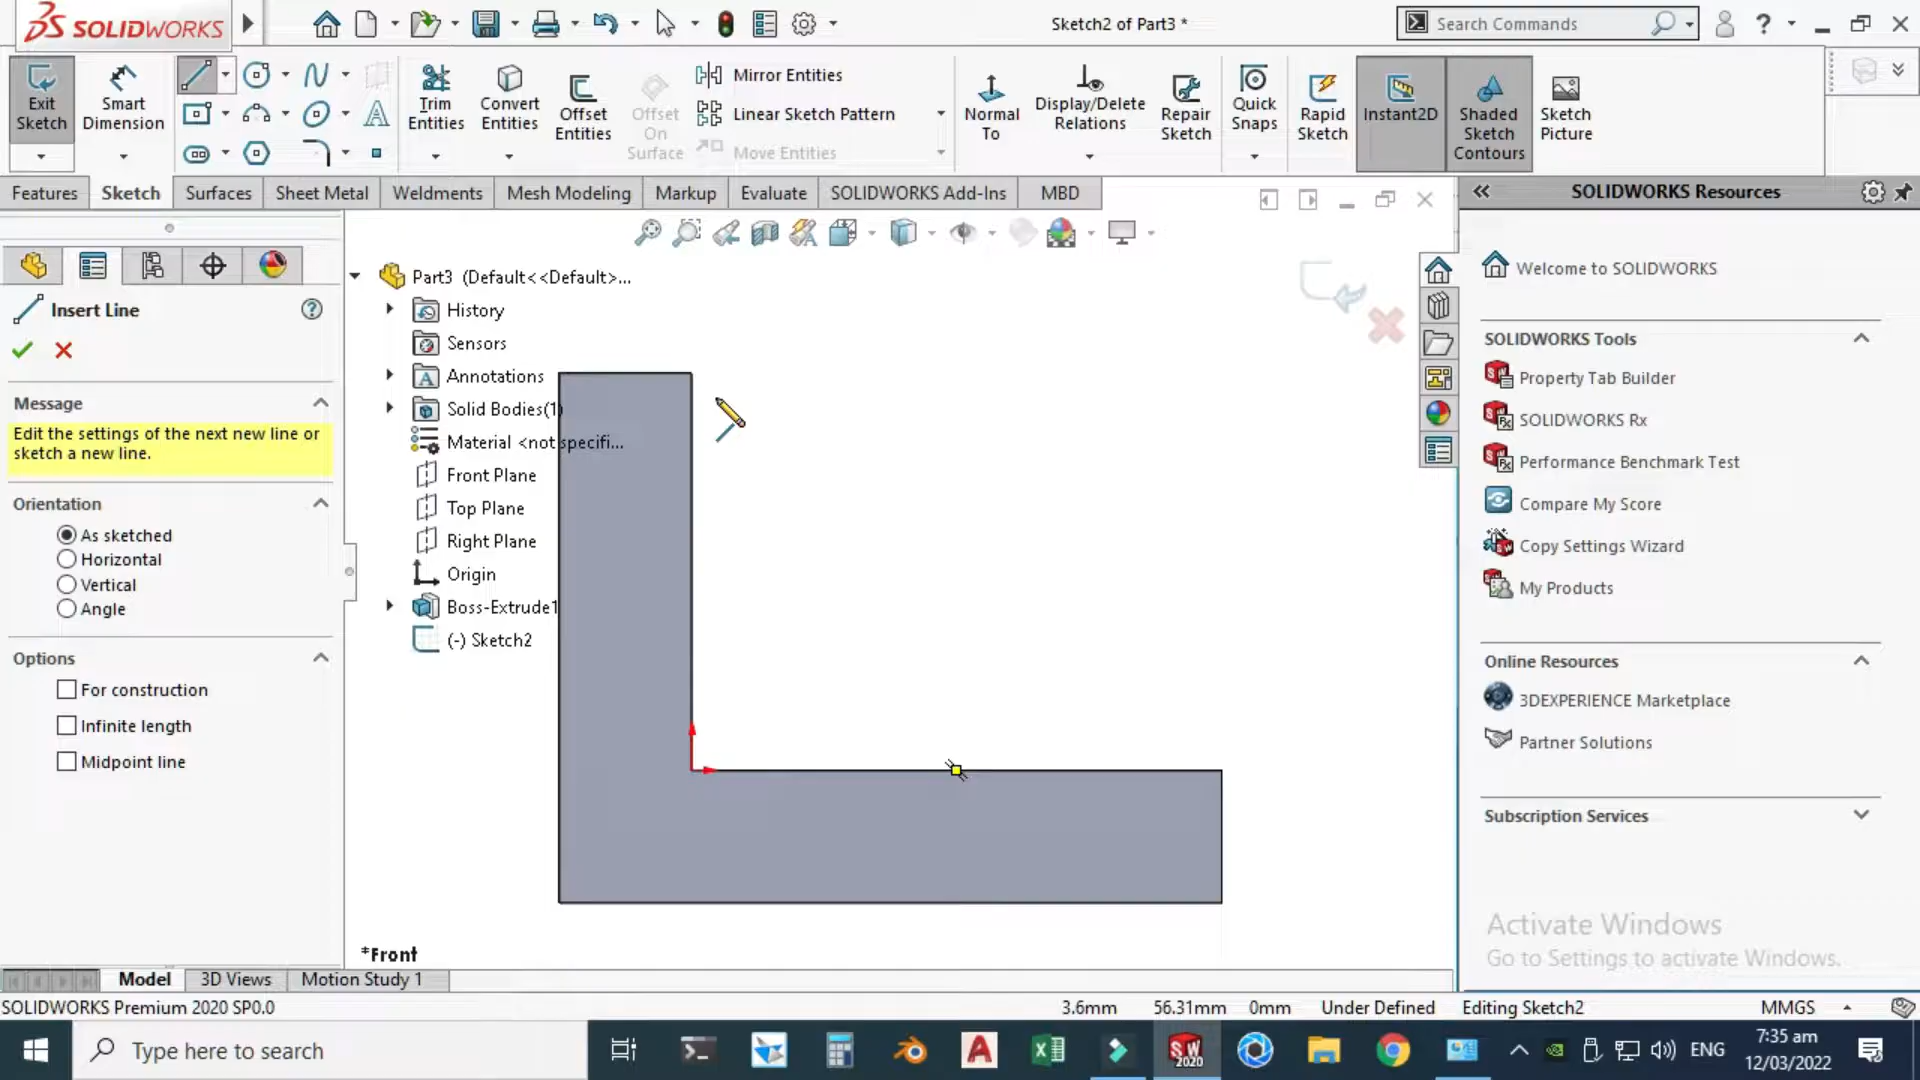 SOLIDWORKS
Sketch2 of Part3 *
Search Commands
Exit Sketch
Smart Dimension
Trim Entities
Convert Entities
Offset Entities
Offset On Surface
Mirror Entities
Linear Sketch Pattern
Move Entities
Normal To
Display/Delete Relations
Repair Sketch
Quick Snaps
Rapid Sketch
Instant2D
Shaded Sketch Contours
Sketch Picture
Features
Sketch
Surfaces
Sheet Metal
Weldments
Mesh Modeling
Markup
Evaluate
SOLIDWORKS Add-Ins
MBD
SOLIDWORKS Resources
Insert Line
Message
Edit the settings of the next new line or
sketch a new line.
Orientation
As sketched
Horizontal
Vertical
Angle
Options
For construction
Infinite length
Midpoint line
Part3 (Default<<Default>...
History
Sensors
Annotations
Solid Bodies(1)
Material <not specifi...
Front Plane
Top Plane
Right Plane
Origin
Boss-Extrude1
(-) Sketch2
*Front
Welcome to SOLIDWORKS
SOLIDWORKS Tools
Property Tab Builder
SOLIDWORKS Rx
Performance Benchmark Test
Compare My Score
Copy Settings Wizard
My Products
Online Resources
3DEXPERIENCE Marketplace
Partner Solutions
Subscription Services
Activate Windows
Go to Settings to activate Windows.
Model
3D Views
Motion Study 1
SOLIDWORKS Premium 2020 SP0.0
3.6mm
56.31mm
0mm
Under Defined
Editing Sketch2
MMGS
Type here to search
SW
2020
ENG
7:35 am
12/03/2022